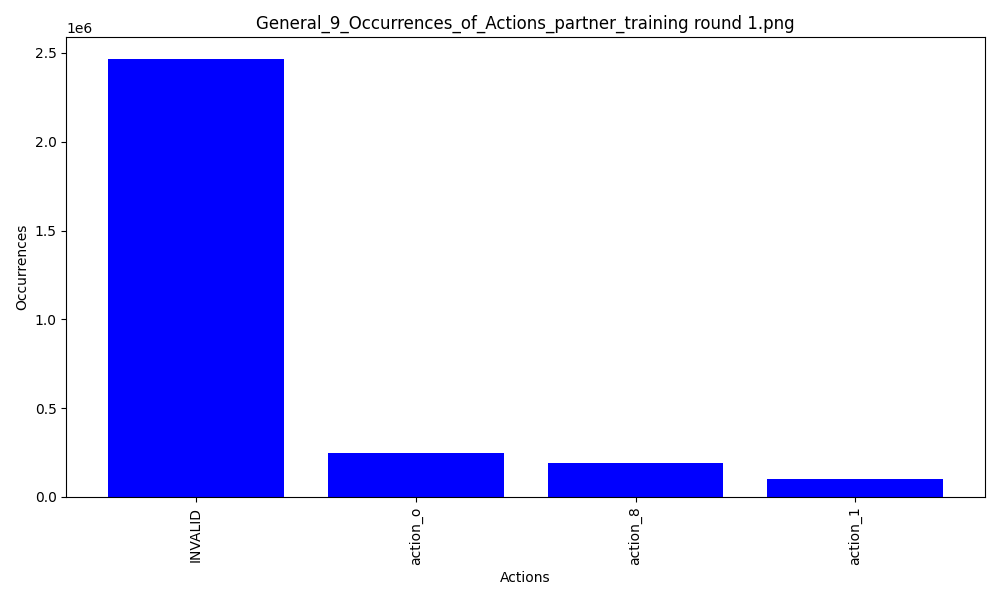 General_9_Occurrences_of_Actions_partner_training round 1.png
1e6
2.5
2.0
1.5
1.0
0.5
0.0
Occurrences
INVALID
action_o
action_8
action_1
Actions